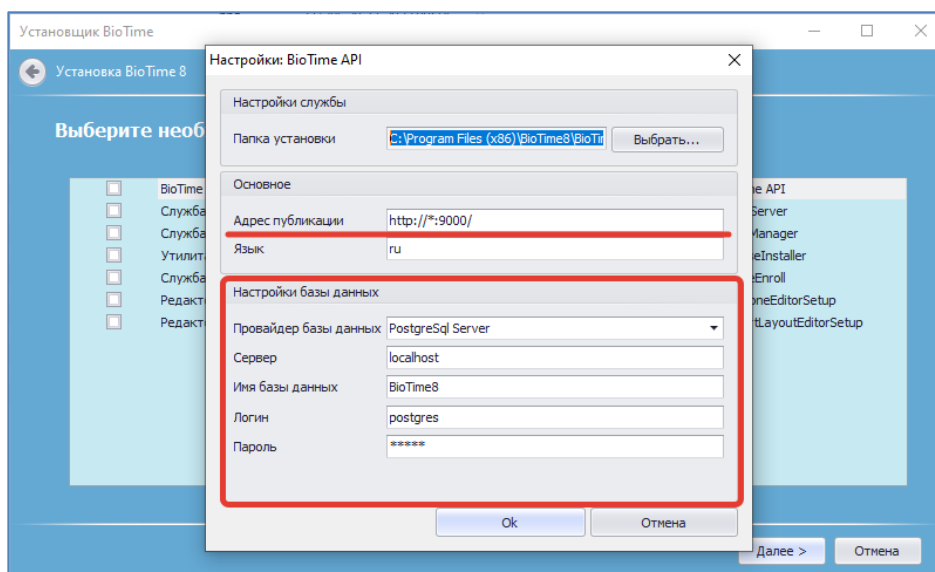 Установщик BioTime
Установка BioTime 8
Выберите необ
Настройки: BioTime API
Настройки службы
Папка установки C:\Program Files (x86)\BioTime8\BioTi Выбрать...
Основное
Адрес публикации http://*:9000/
Язык ru
Настройки базы данных
Провайдер базы данных PostgreSql Server
Сервер localhost
Имя базы данных BioTime8
Логин postgres
Пароль *****
Ok Отмена
BioTime
Служба
Служба
Утилит
Служба
Редакт
Редакт
e API
Server
Manager
eInstaller
Enroll
oneEditorSetup
tLayoutEditorSetup
Далее > Отмена